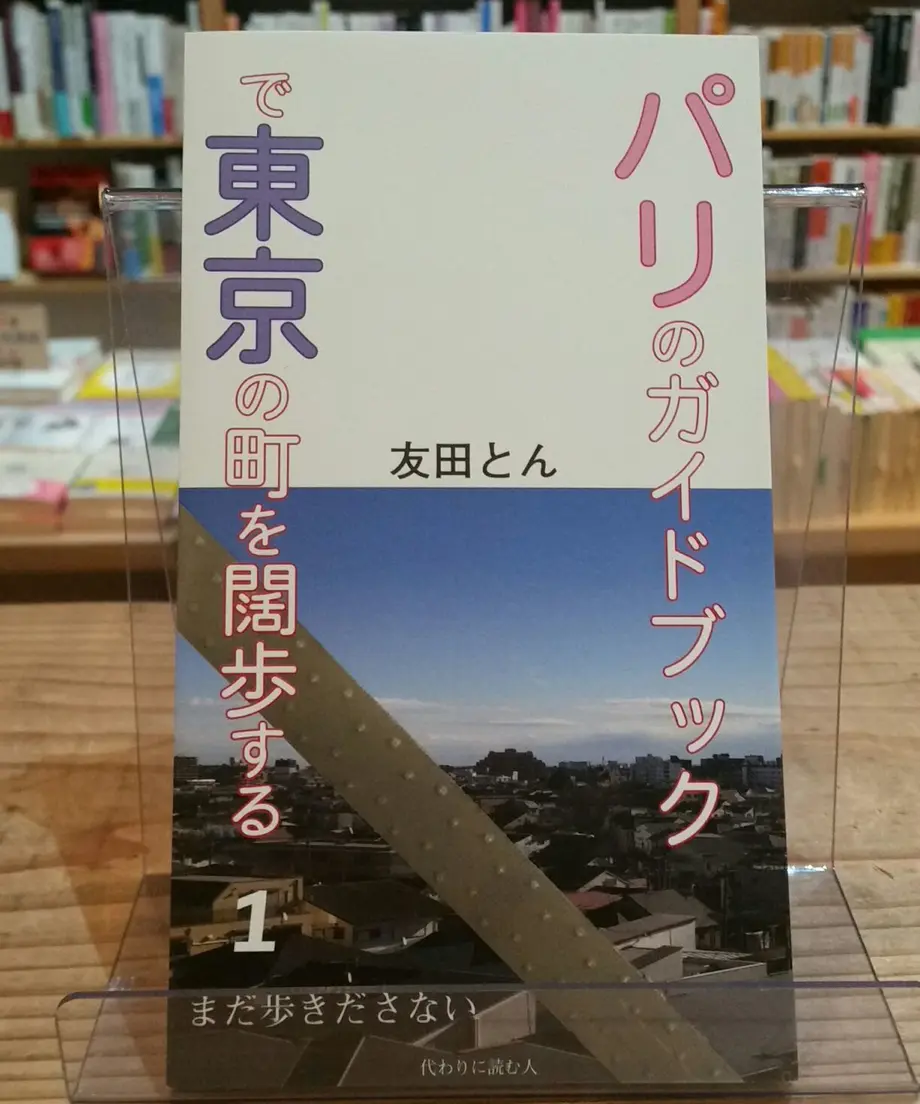 パリのガイドブック
で東京の町を闊歩する
1
友田とん
まだ歩きださない
代わりに読む人